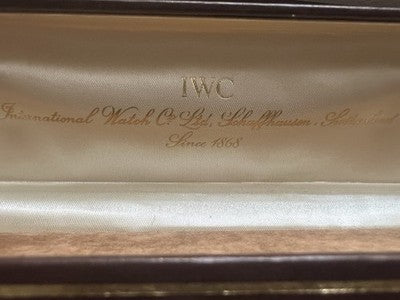 IWC
International Watch Co Ltd, Schaffhausen, Switzerland
Since 1868